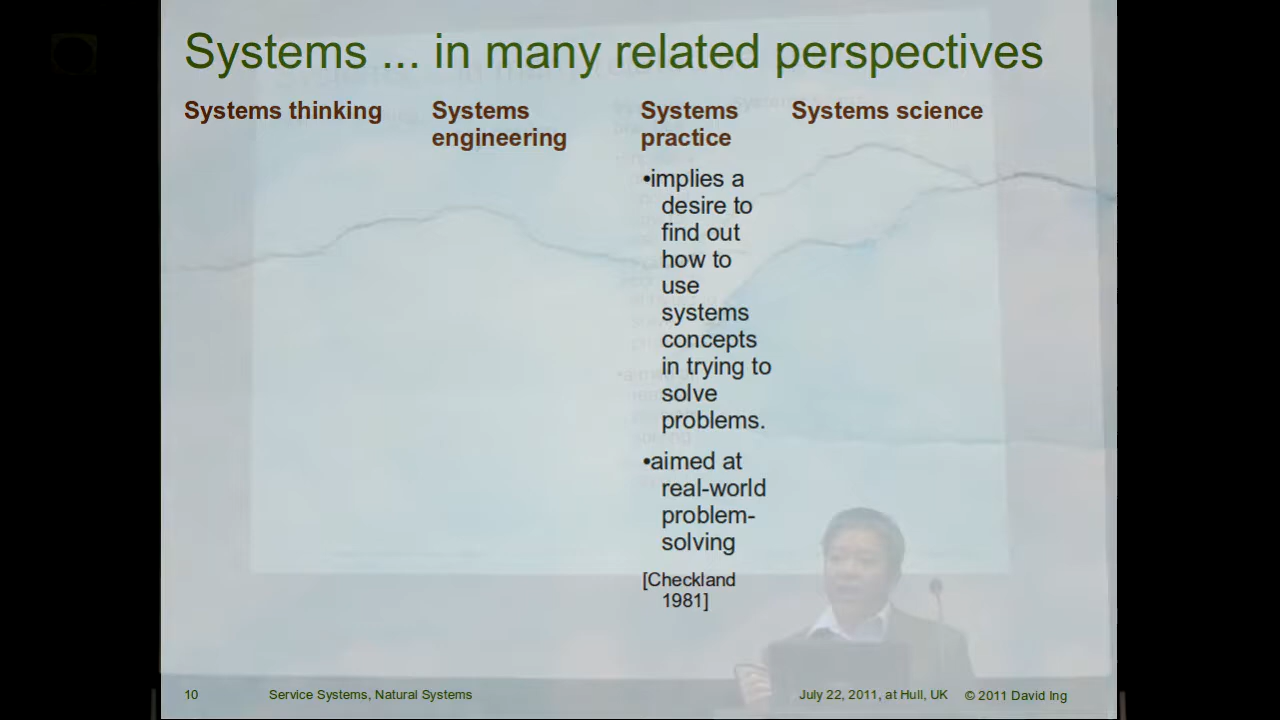 Systems ... in many related perspectives
Systems thinking
Systems
engineering
Systems
practice
Systems science
•implies a
desire to
find out
how to
use
systems
concepts
in trying to
solve
problems.
•aimed at
real-world
problem-
solving
[Checkland
1981]
10
Service Systems, Natural Systems
July 22, 2011, at Hull, UK
© 2011 David Ing